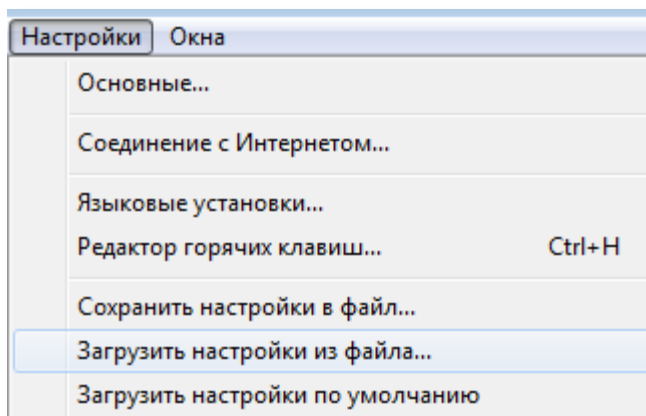 Настройки Окна
Основные...
Соединение с Интернетом...
Языковые установки...
Редактор горячих клавиш... Ctrl+H
Сохранить настройки в файл...
Загрузить настройки из файла...
Загрузить настройки по умолчанию